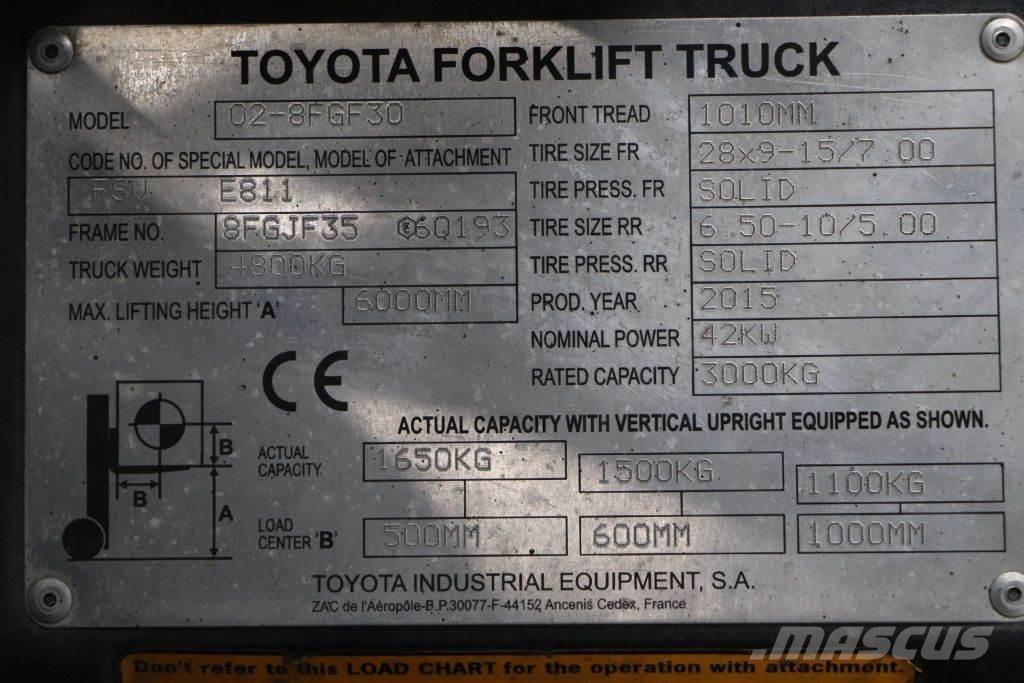 TOYOTA FORKLIFT TRUCK
MODEL 02-8FGF30
CODE NO. OF SPECIAL MODEL, MODEL OF ATTACHMENT
FSV E811
FRAME NO. 8FGJF35 E6Q193
TRUCK WEIGHT 4800KG
MAX. LIFTING HEIGHT 'A' 6000MM
FRONT TREAD 1010MM
TIRE SIZE FR 28x9-15/7.00
TIRE PRESS. FR SOLID
TIRE SIZE RR 6.50-10/5.00
TIRE PRESS. RR SOLID
PROD. YEAR 2015
NOMINAL POWER 42KW
RATED CAPACITY 3000KG
CE
ACTUAL CAPACITY WITH VERTICAL UPRIGHT EQUIPPED AS SHOWN.
B
B
A
ACTUAL CAPACITY 1650KG 1500KG 1100KG
LOAD CENTER 'B' 500MM 600MM 1000MM
TOYOTA INDUSTRIAL EQUIPMENT, S.A.
ZAC de l'Aéropôle-B.P.30077-F-44152 Ancenis Cedex, France
Don't refer to this LOAD CHART for the operation with attachment.
MASCUS